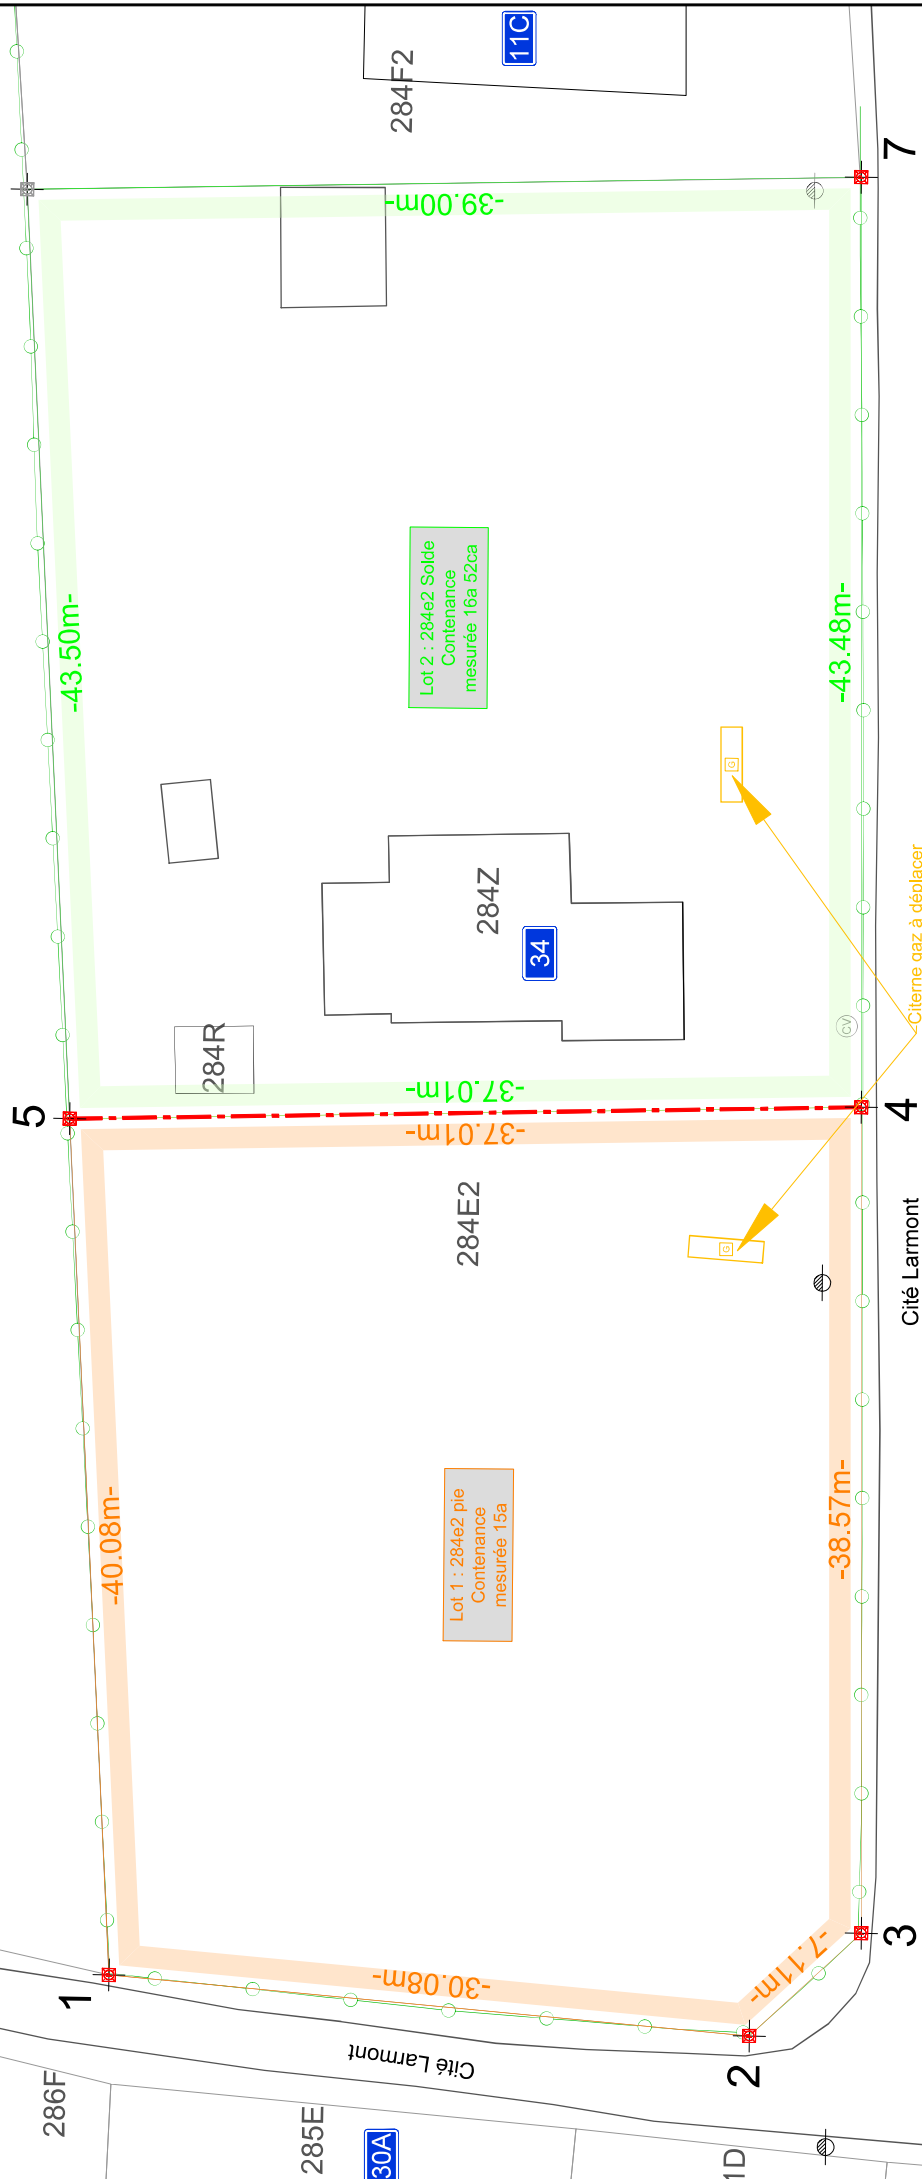 11C
284F2
7
-39.00m-
-43.50m-
Lot 2 : 284e2 Solde
Contenance
mesurée 16a 52ca
-43.48m-
G
284Z
34
284R
CV
Citerne gaz à déplacer
5
-37.01m-
-37.01m-
4
284E2
G
Cité Larmont
-40.08m-
Lot 1 : 284e2 pie
Contenance
mesurée 15a
-38.57m-
1
-30.08m-
-7.11m-
3
2
Cité Larmont
286F
285E
30A
1D